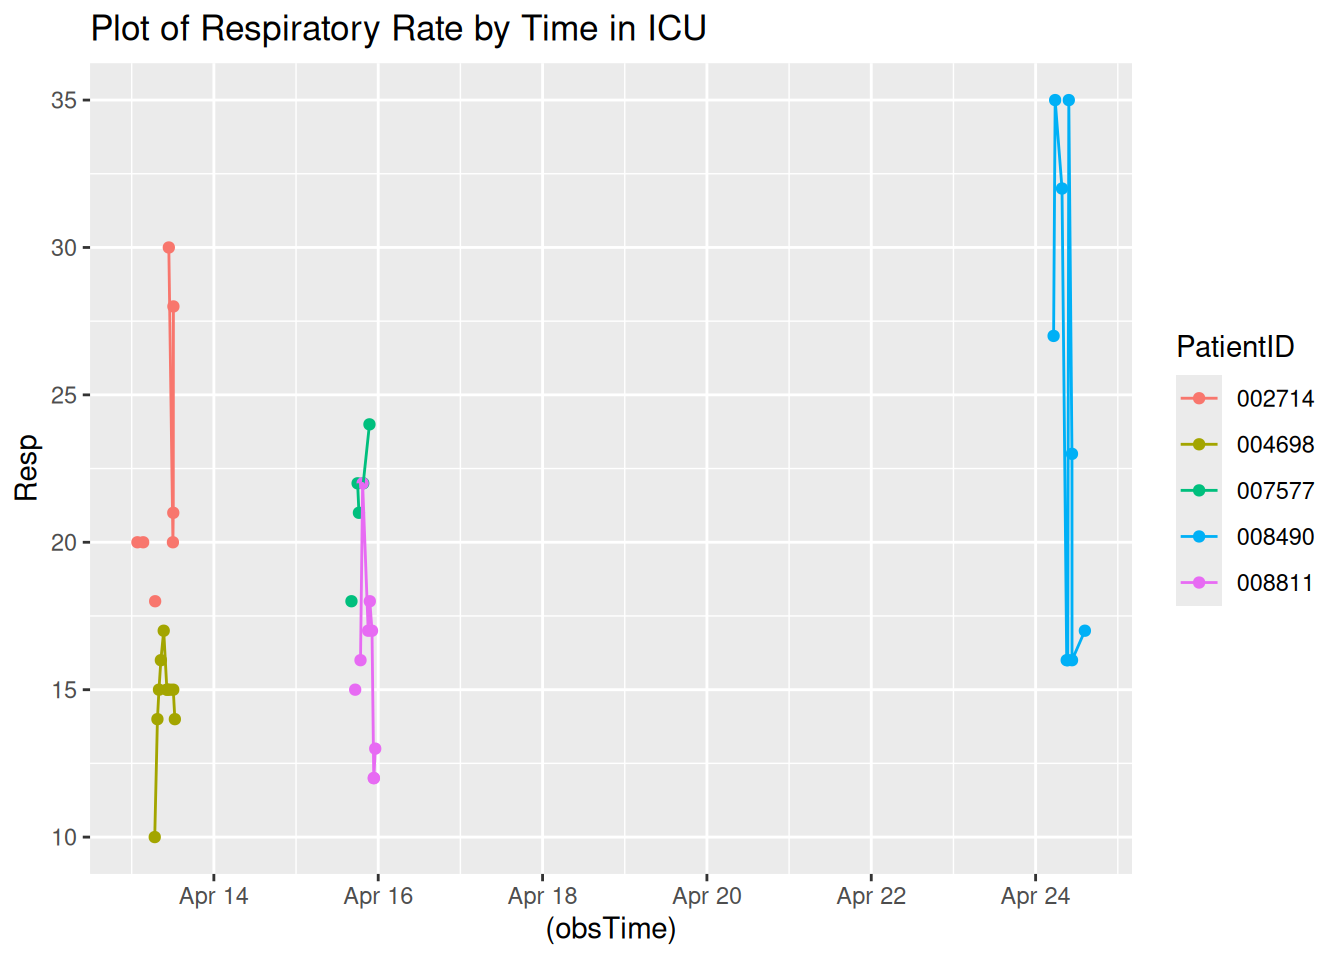 Plot of Respiratory Rate by Time in ICU
Resp
35
30
25
20
15
10
Apr 14
Apr 16
Apr 18
Apr 20
Apr 22
Apr 24
(obsTime)
PatientID
002714
004698
007577
008490
008811